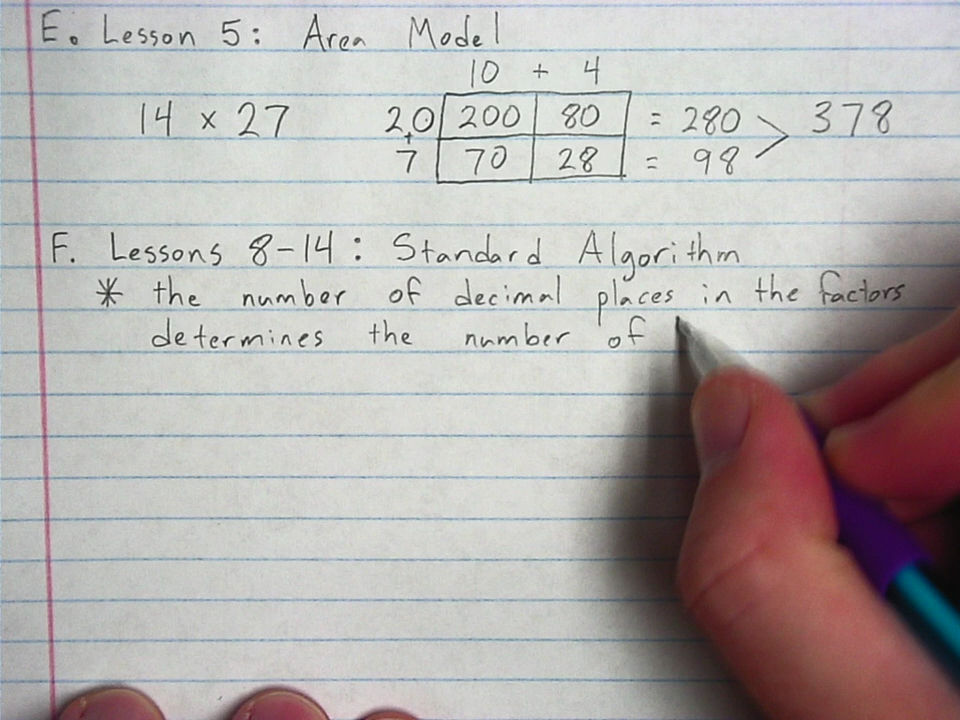 E. Lesson 5: Area Model
10 + 4
14 x 27 20 200 80 = 280 > 378
+
7 70 28 = 98
F. Lessons 8-14: Standard Algorithm
* the number of decimal places in the factors
determines the number of